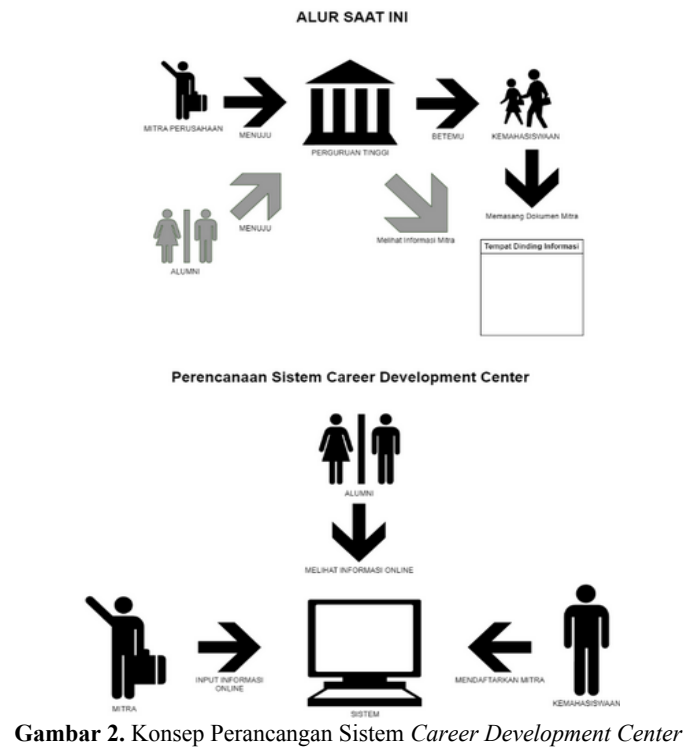 ALUR SAAT INI
MITRA PERUSAHAAN
MENUJU
PERGURUAN TINGGI
BETEMU
KEMAHASISWAAN
Memasang Dokumen Mitra
MENUJU
Melihat Informasi Mitra
ALUMNI
Tempat Dinding Informasi
Perencanaan Sistem Career Development Center
ALUMNI
MELIHAT INFORMASI ONLINE
MITRA
INPUT INFORMASI
ONLINE
SISTEM
MENDAFTARKAN MITRA
KEMAHASISWAAN
Gambar 2. Konsep Perancangan Sistem Career Development Center